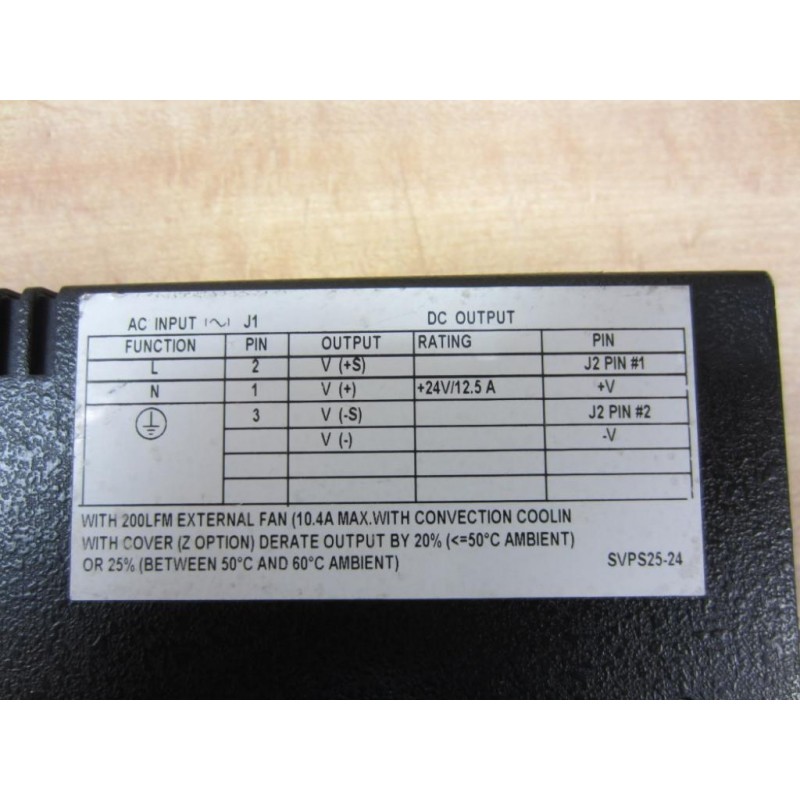 AC INPUT J1 DC OUTPUT
FUNCTION PIN OUTPUT RATING PIN
L 2 V (+S) J2 PIN #1
N 1 V (+) +24V/12.5 A +V
3 V (-S) J2 PIN #2
V (-) -V
WITH 200LFM EXTERNAL FAN (10.4A MAX.WITH CONVECTION COOLIN
WITH COVER (Z OPTION) DERATE OUTPUT BY 20% (<=50°C AMBIENT)
OR 25% (BETWEEN 50°C AND 60°C AMBIENT) SVPS25-24